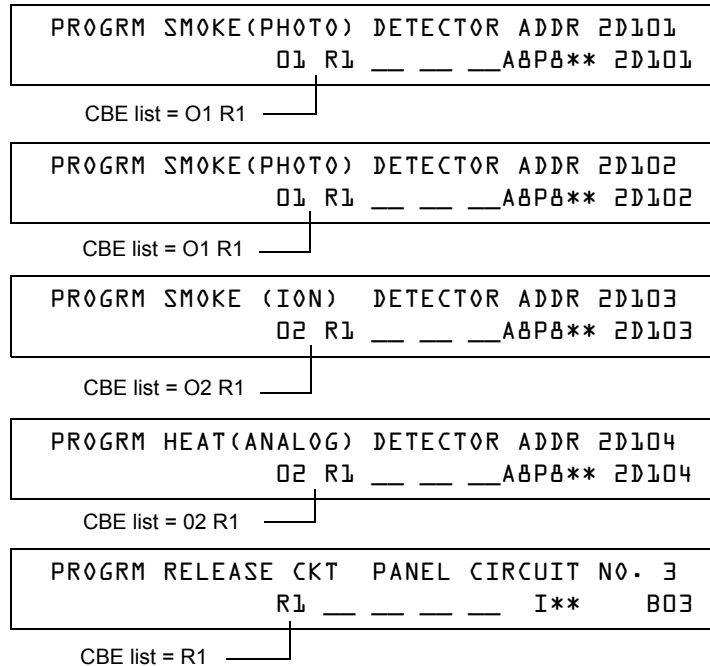 PROGRM SMOKE(PHOTO) DETECTOR ADDR 2D101
01 R1 __ __ __A8P8** 2D101
CBE list = O1 R1
PROGRM SMOKE(PHOTO) DETECTOR ADDR 2D102
01 R1 __ __ __A8P8** 2D102
CBE list = O1 R1
PROGRM SMOKE (ION) DETECTOR ADDR 2D103
02 R1 __ __ __A8P8** 2D103
CBE list = O2 R1
PROGRM HEAT(ANALOG) DETECTOR ADDR 2D104
02 R1 __ __ __A8P8** 2D104
CBE list = 02 R1
PROGRM RELEASE CKT PANEL CIRCUIT NO. 3
R1 __ __ __ __ I** B03
CBE list = R1